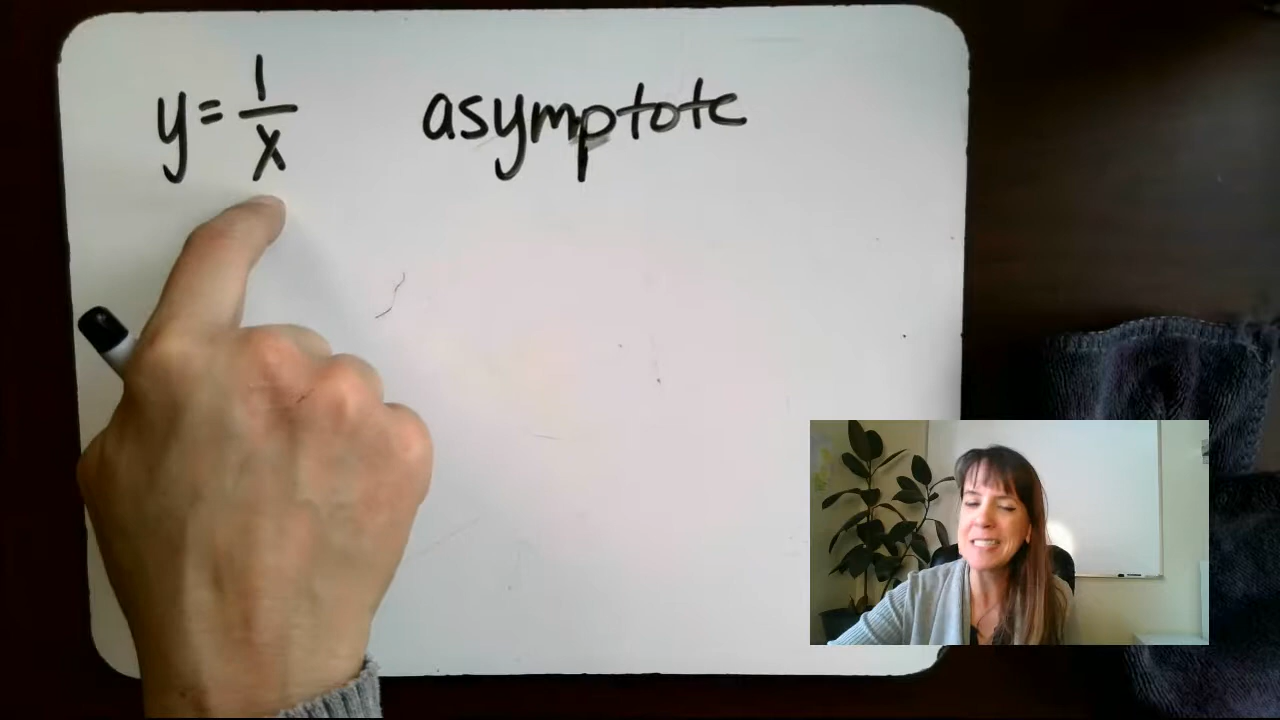 y = 1/x asymptote